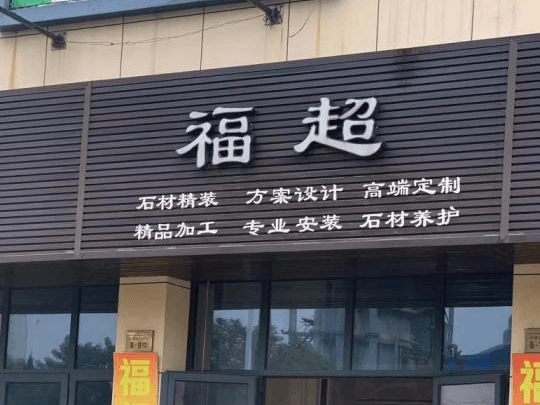 福超
石材精装 方案设计 高端定制
精品加工 专业安装 石材养护
福
福